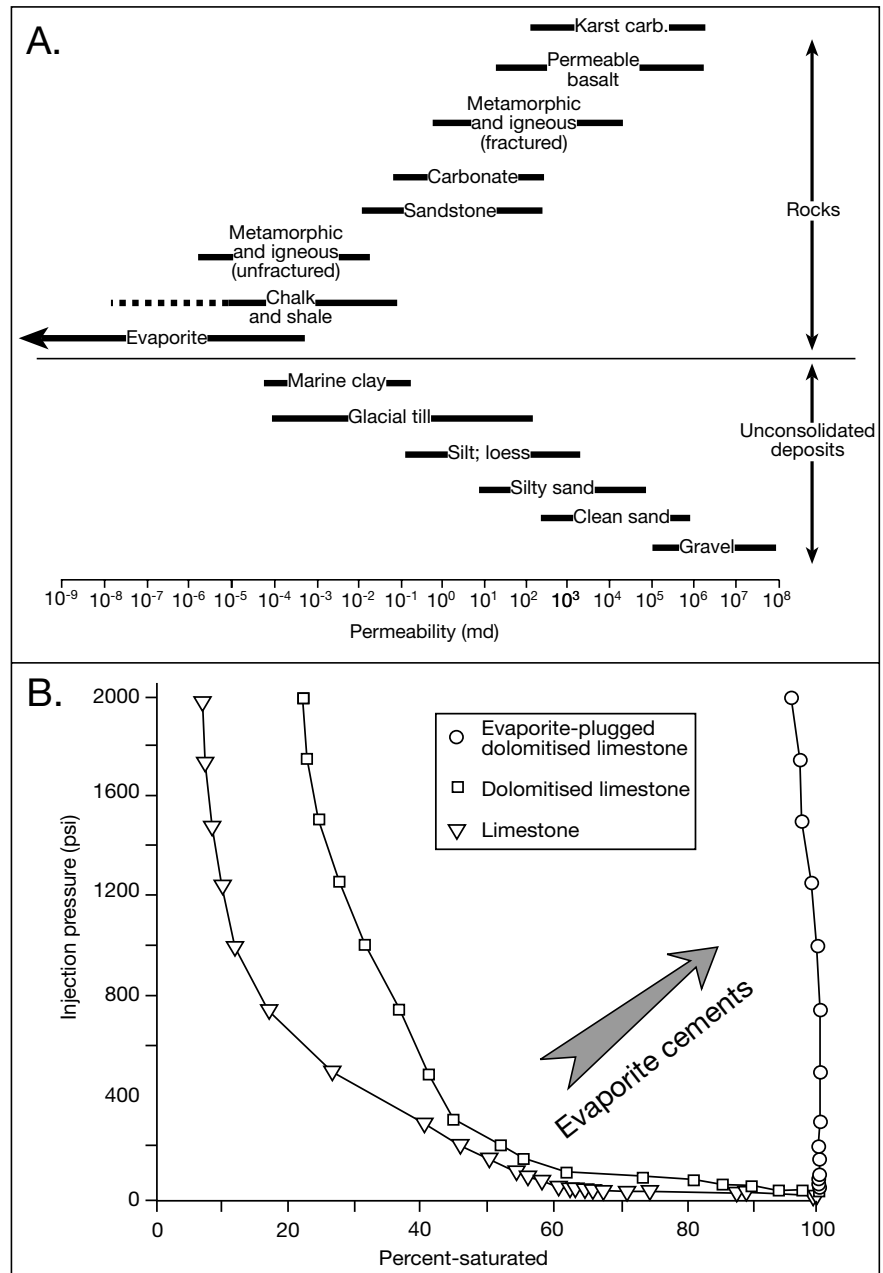 A.
Karst carb.
Permeable
basalt
Metamorphic
and igneous
(fractured)
Carbonate
Sandstone
Rocks
Metamorphic
and igneous
(unfractured)
Chalk
and shale
Evaporite
Marine clay
Glacial till
Unconsolidated
deposits
Silt; loess
Silty sand
Clean sand
Gravel
10-9 10-8 10-7 10-6 10-5 10-4 10-3 10-2 10-1 100 101 102 103 104 105 106 107 108
Permeability (md)
B.
2000
1600
1200
800
400
0
Injection pressure (psi)
Evaporite-plugged
dolomitised limestone
Dolomitised limestone
Limestone
Evaporite cements
0 20 40 60 80 100
Percent-saturated